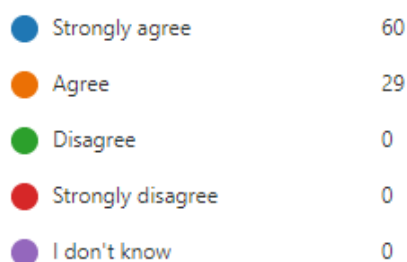 Strongly agree 60
Agree 29
Disagree 0
Strongly disagree 0
I don't know 0